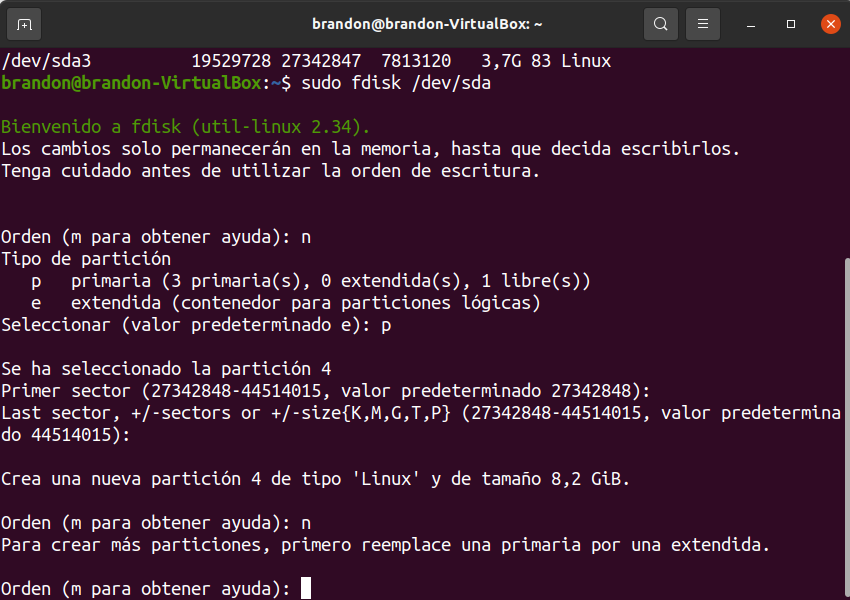 brandon@brandon-VirtualBox: ~
/dev/sda3 19529728 27342847 7813120 3,7G 83 Linux
brandon@brandon-VirtualBox:~$ sudo fdisk /dev/sda
Bienvenido a fdisk (util-linux 2.34).
Los cambios solo permanecerán en la memoria, hasta que decida escribirlos.
Tenga cuidado antes de utilizar la orden de escritura.
Orden (m para obtener ayuda): n
Tipo de partición
p primaria (3 primaria(s), 0 extendida(s), 1 libre(s))
e extendida (contenedor para particiones lógicas)
Seleccionar (valor predeterminado e): p
Se ha seleccionado la partición 4
Primer sector (27342848-44514015, valor predeterminado 27342848):
Last sector, +/-sectors or +/-size{K,M,G,T,P} (27342848-44514015, valor predetermina
do 44514015):
Crea una nueva partición 4 de tipo 'Linux' y de tamaño 8,2 GiB.
Orden (m para obtener ayuda): n
Para crear más particiones, primero reemplace una primaria por una extendida.
Orden (m para obtener ayuda):